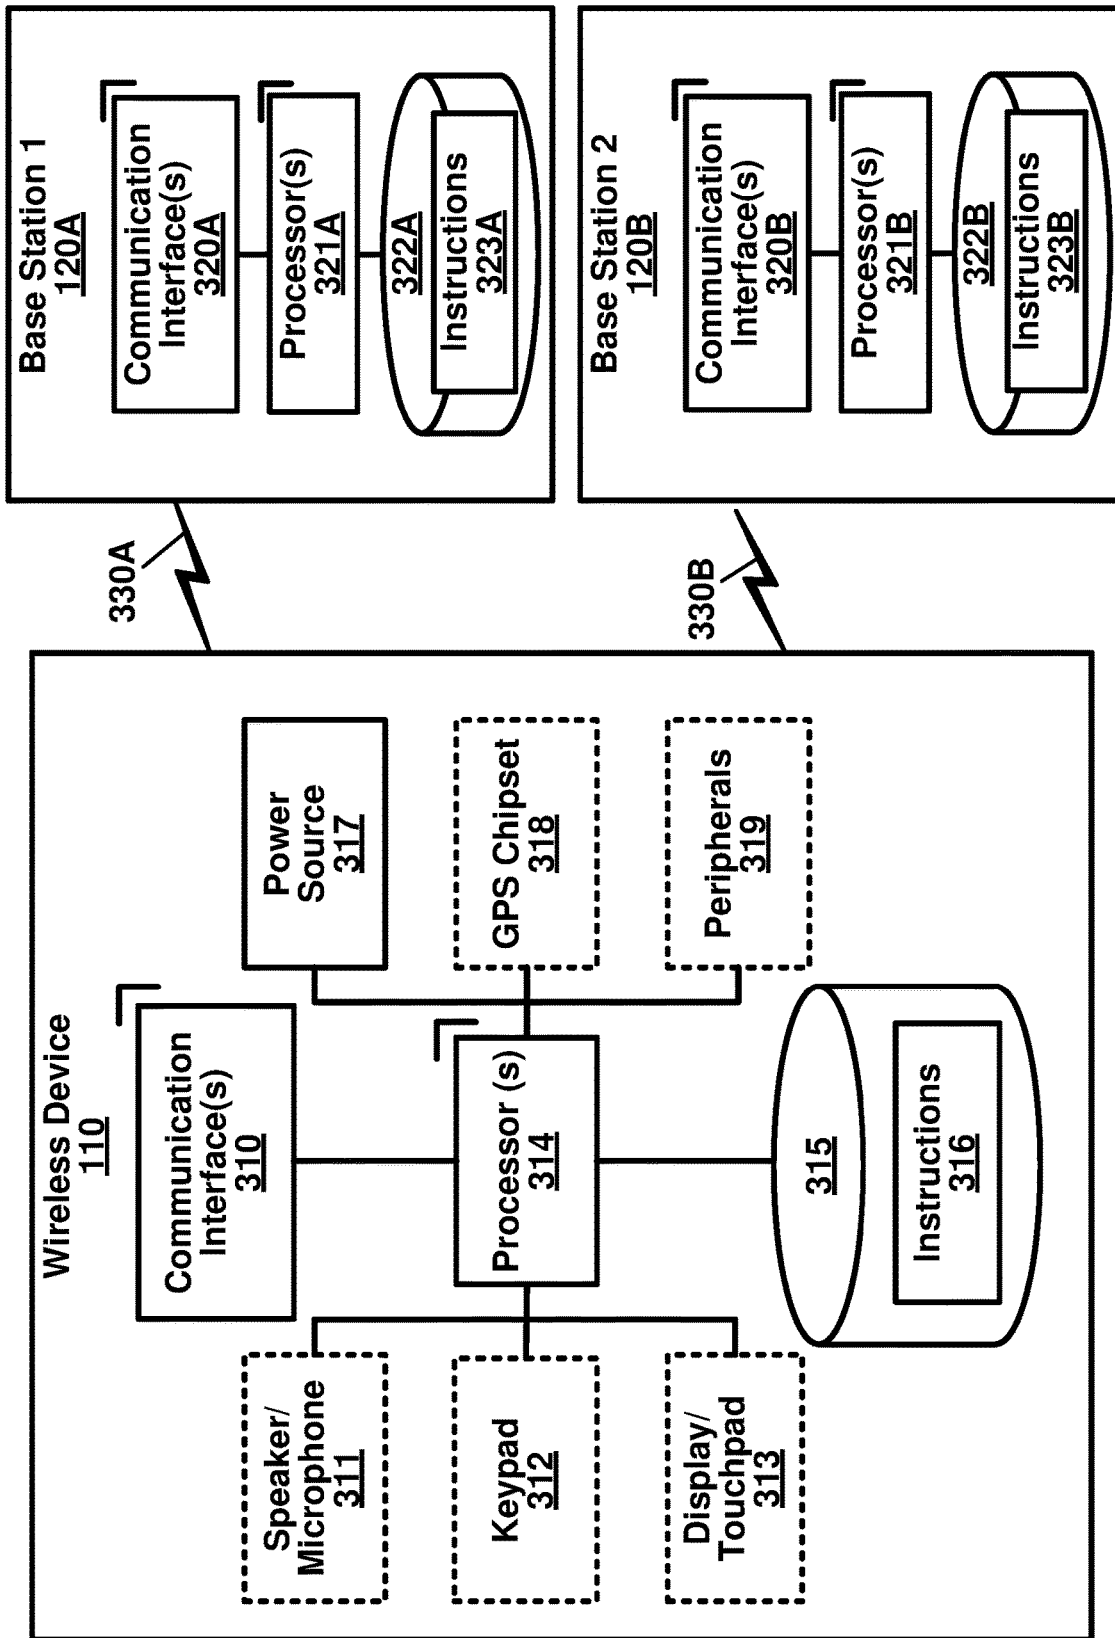 Wireless Device
110
Communication
Interface(s)
310
Speaker/
Microphone
311
Keypad
312
Display/
Touchpad
313
Processor (s)
314
Power
Source
317
GPS Chipset
318
Peripherals
319
315
Instructions
316
330A
330B
Base Station 1
120A
Communication
Interface(s)
320A
Processor(s)
321A
322A
Instructions
323A
Base Station 2
120B
Communication
Interface(s)
320B
Processor(s)
321B
322B
Instructions
323B